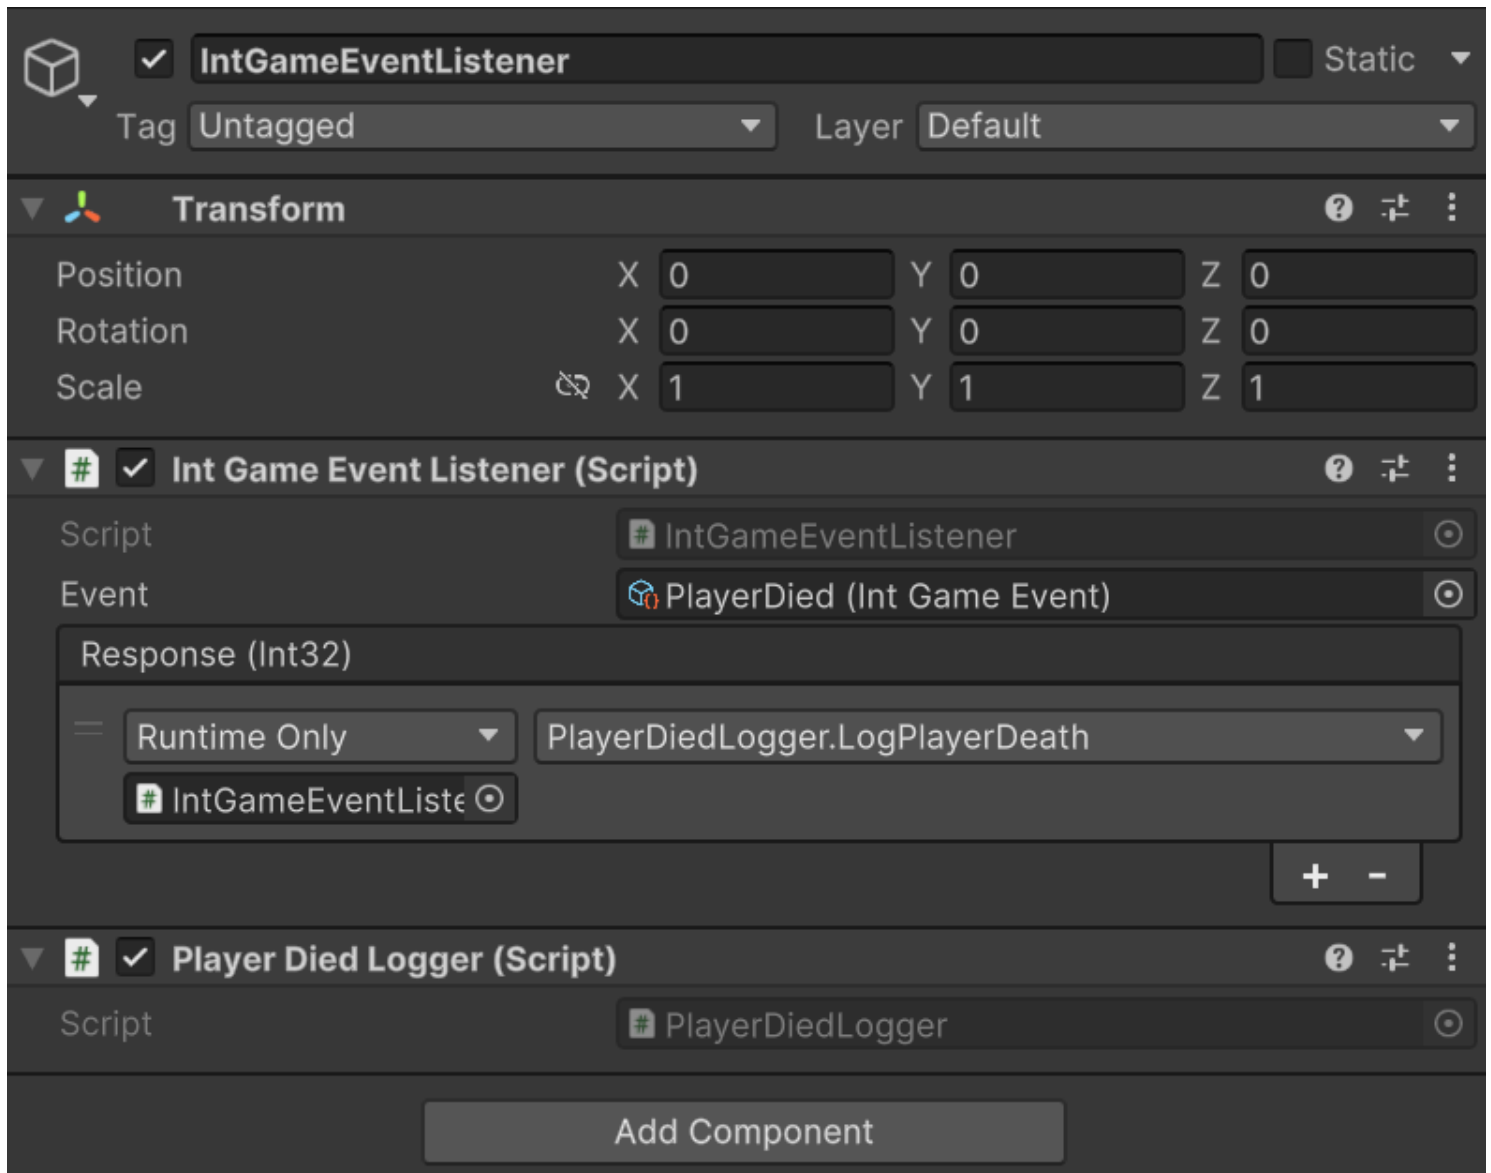 IntGameEventListener Static
Tag Untagged Layer Default
Transform
Position X 0 Y 0 Z 0
Rotation X 0 Y 0 Z 0
Scale X 1 Y 1 Z 1
# Int Game Event Listener (Script)
Script # IntGameEventListener
Event PlayerDied (Int Game Event)
Response (Int32)
Runtime Only PlayerDiedLogger.LogPlayerDeath
# IntGameEventListe
+ -
# Player Died Logger (Script)
Script # PlayerDiedLogger
Add Component